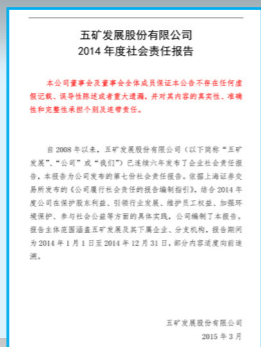 五矿发展股份有限公司
2014 年度社会责任报告
本公司董事会及董事会全体成员保证本公告不存在任何虚
假记载、误导性陈述或者重大遗漏，并对其内容的真实性、准确
性和完整性承担个别及连带责任。
自 2008 年以来，五矿发展股份有限公司（以下简称“五矿
发展”、“公司”或“我们”）已连续六年发布了企业社会责任报
告。本报告为公司发布的第七份社会责任报告。依据上海证券交
易所发布的《公司履行社会责任的报告编制指引》，结合 2014 年
度公司在保护股东利益、引领行业发展、维护员工权益、加强环
境保护、参与社会公益等方面的具体实践，公司编制了本报告。
报告主体范围涵盖五矿发展及其下属企业、分支机构。报告期间
为 2014 年 1 月 1 日至 2014 年 12 月 31 日，部分内容适度向前追
溯。
五矿发展股份有限公司
2015 年 3 月